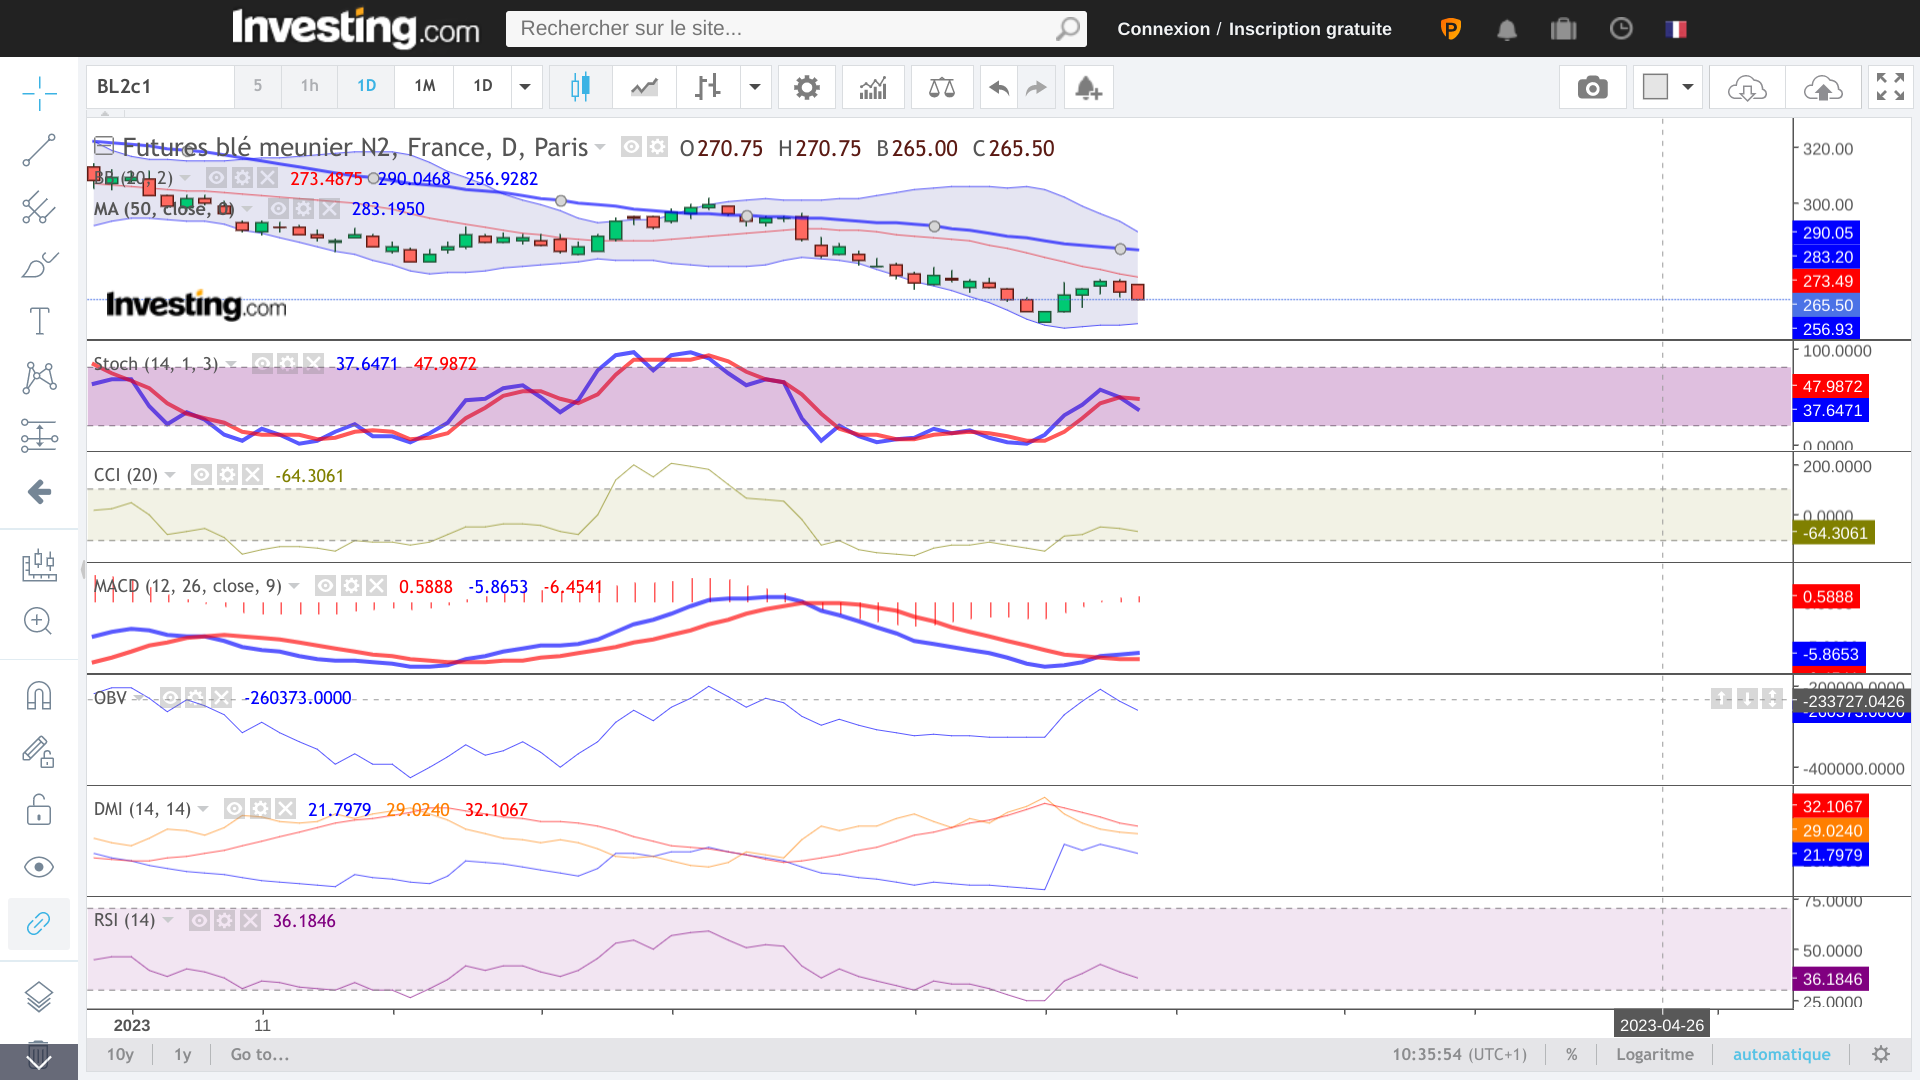 Investing.com
Rechercher sur le site...
Connexion / Inscription gratuite
BL2c1 5 1h 1D 1M 1D
Futures blé meunier N2, France, D, Paris O270.75 H270.75 B265.00 C265.50
BB (20, 2) 273.4875 290.0468 256.9282
MA (50, close, 0) 283.1950
320.00
300.00
290.05
283.20
273.49
265.50
256.93
Investing.com
Stoch (14, 1, 3) 37.6471 47.9872
100.0000
47.9872
37.6471
0.0000
CCI (20) -64.3061
200.0000
0.0000
-64.3061
MACD (12, 26, close, 9) 0.5888 -5.8653 -6.4541
0.5888
-5.8653
OBV -260373.0000
-200000.0000
-233727.0426
-260373.0000
-400000.0000
DMI (14, 14) 21.7979 29.0240 32.1067
32.1067
29.0240
21.7979
RSI (14) 36.1846
75.0000
50.0000
36.1846
25.0000
2023 11 2023-04-26
10y 1y Go to... 10:35:54 (UTC+1) % Logaritme automatique